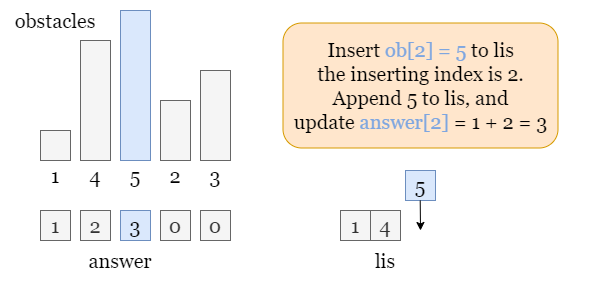 obstacles
1 4 5 2 3
1 2 3 0 0
answer
Insert ob[2] = 5 to lis
the inserting index is 2.
Append 5 to lis, and
update answer[2] = 1 + 2 = 3
5
1 4
lis